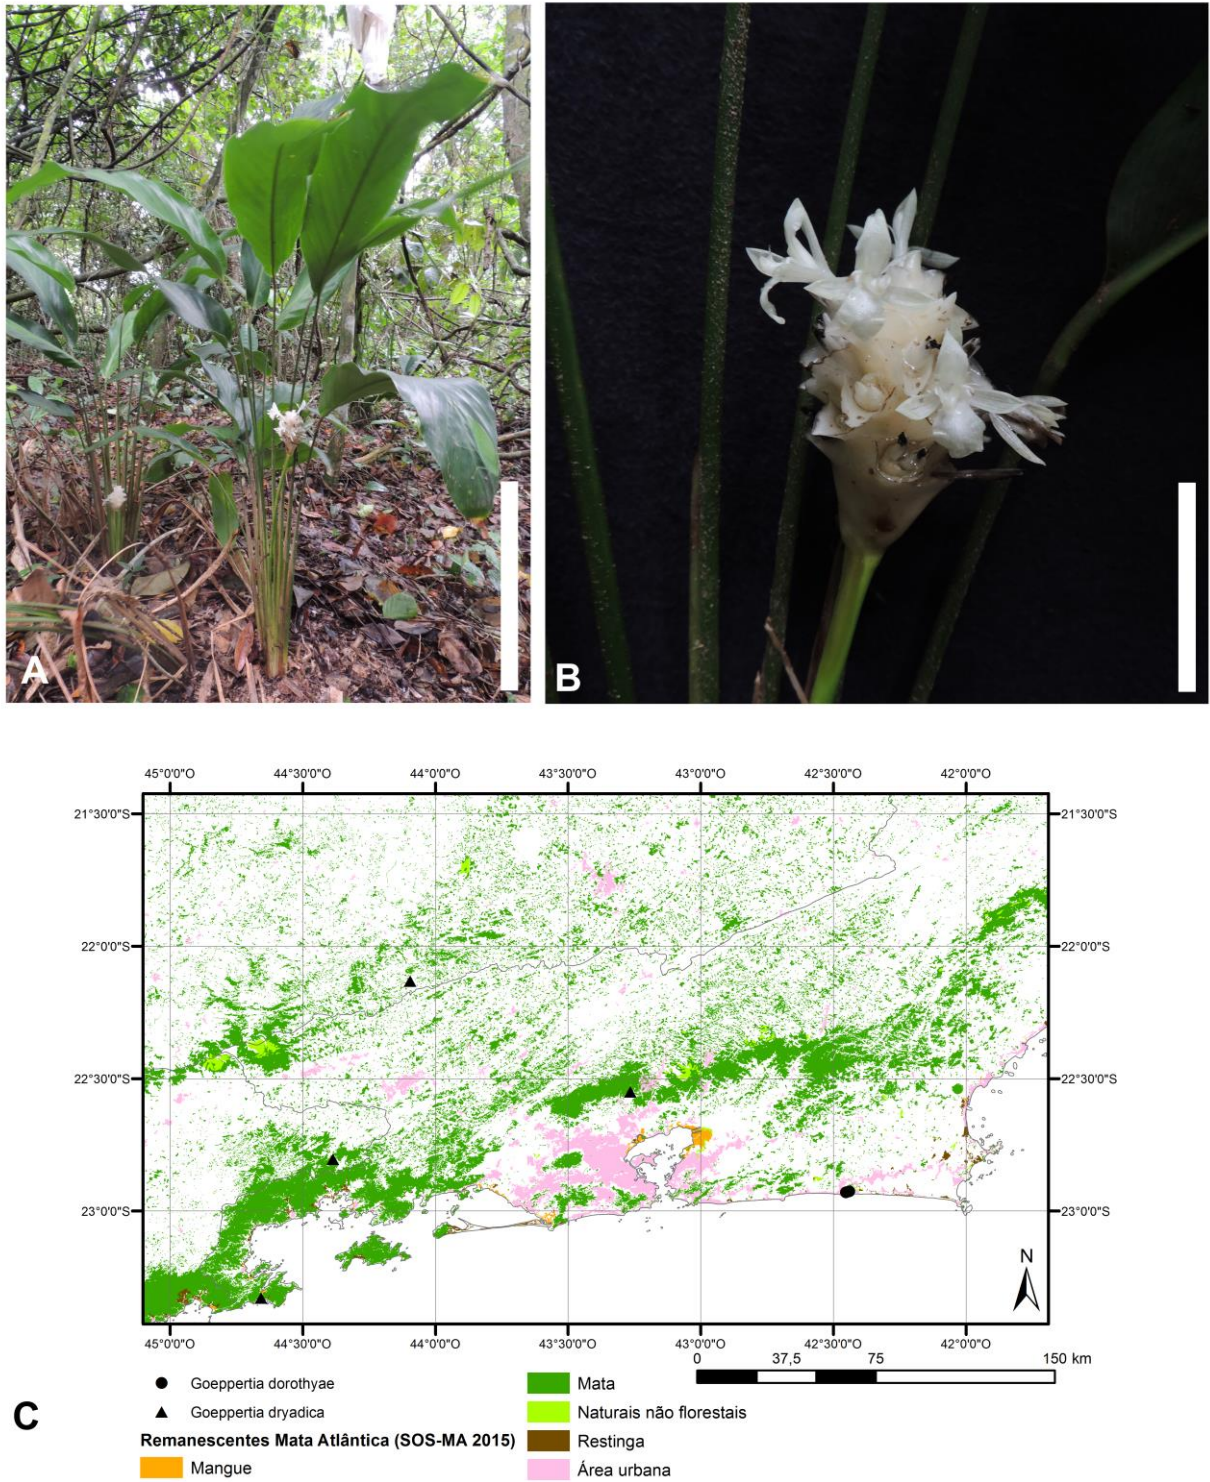 A
B
45°0'0"O 44°30'0"O 44°0'0"O 43°30'0"O 43°0'0"O 42°30'0"O 42°0'0"O
21°30'0"S 21°30'0"S
22°0'0"S 22°0'0"S
22°30'0"S 22°30'0"S
23°0'0"S 23°0'0"S
N
45°0'0"O 44°30'0"O 44°0'0"O 43°30'0"O 43°0'0"O 42°30'0"O 42°0'0"O
0 37,5 75 150 km
C
Goeppertia dorothyae
Goeppertia dryadica
Remanescentes Mata Atlântica (SOS-MA 2015)
Mangue
Mata
Naturais não florestais
Restinga
Área urbana